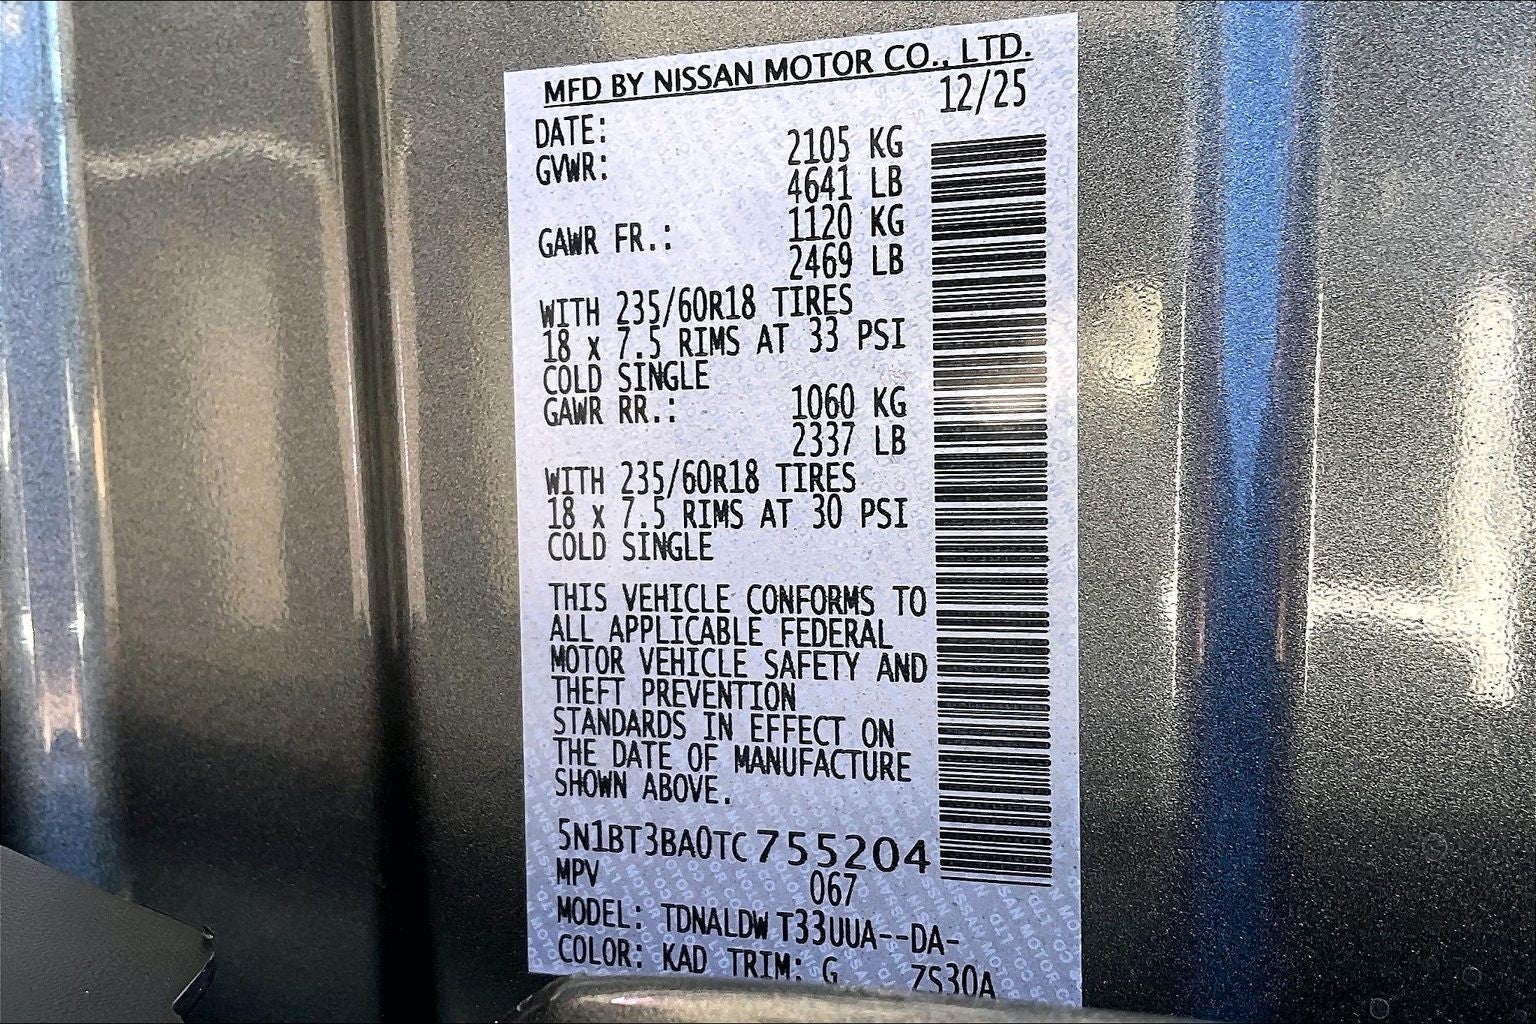 MFD BY NISSAN MOTOR CO., LTD.
DATE: 12/25
GVWR: 2105 KG
4641 LB
GAWR FR.: 1120 KG
2469 LB
WITH 235/60R18 TIRES
18 x 7.5 RIMS AT 33 PSI
COLD SINGLE
GAWR RR.: 1060 KG
2337 LB
WITH 235/60R18 TIRES
18 x 7.5 RIMS AT 30 PSI
COLD SINGLE
THIS VEHICLE CONFORMS TO
ALL APPLICABLE FEDERAL
MOTOR VEHICLE SAFETY AND
THEFT PREVENTION
STANDARDS IN EFFECT ON
THE DATE OF MANUFACTURE
SHOWN ABOVE.
5N1BT3BA0TC755204
MPV 067
MODEL: TDNALDW T33UUA--DA-
COLOR: KAD TRIM: G ZS30A